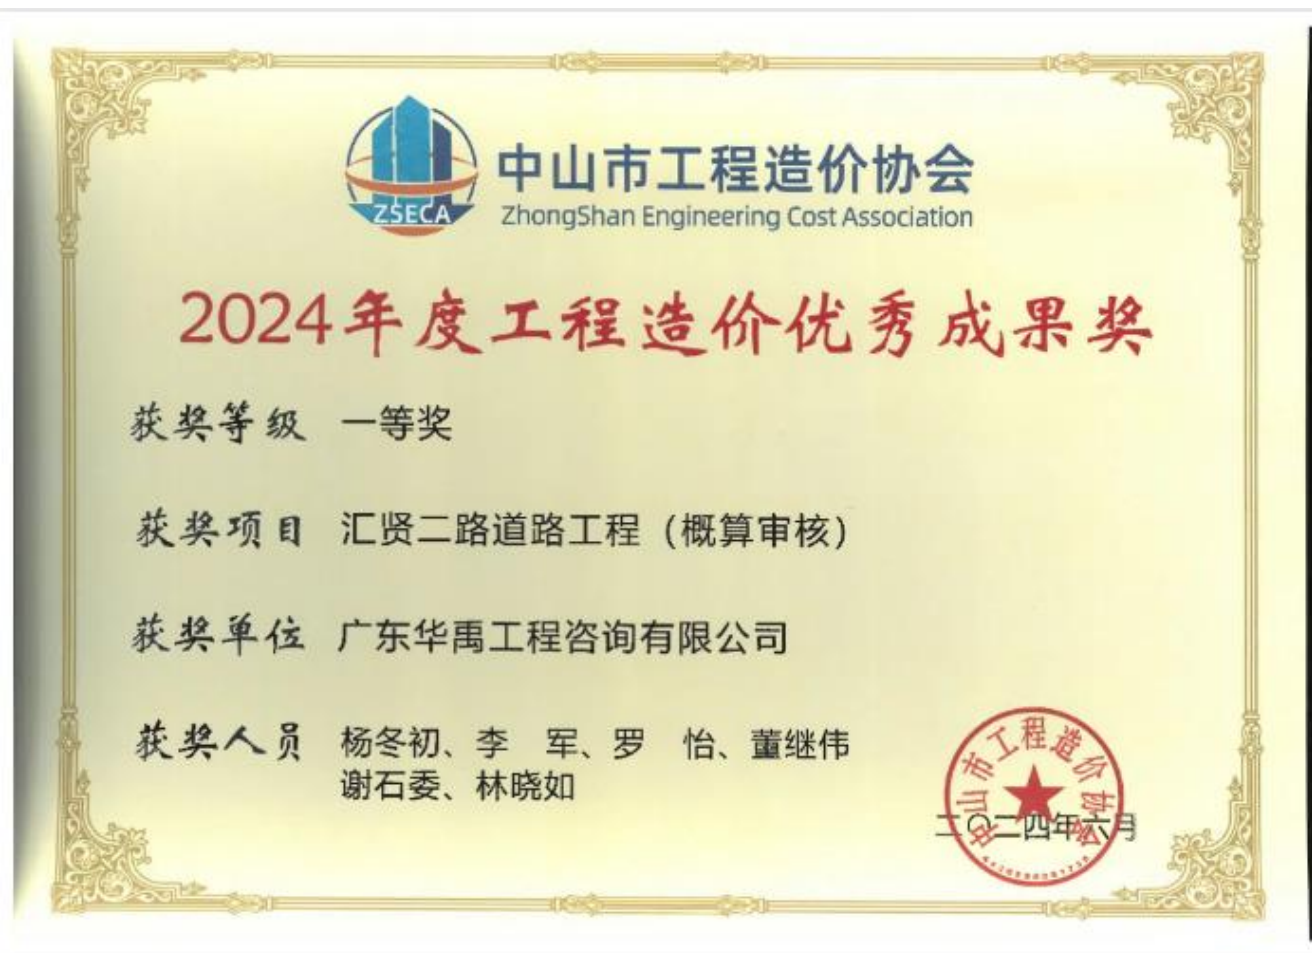 ZSECA
中山市工程造价协会
ZhongShan Engineering Cost Association
2024年度工程造价优秀成果奖
获奖等级 一等奖
获奖项目 汇贤二路道路工程（概算审核）
获奖单位 广东华禹工程咨询有限公司
获奖人员 杨冬初、李 军、罗 怡、董继伟
谢石委、林晓如
中山市工程造价协会
二〇二四年六月